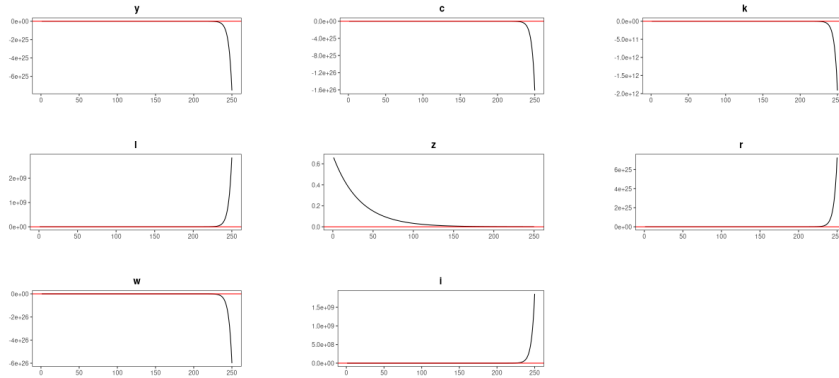 y
c
k
0e+00
-2e+25
-4e+25
-6e+25
0 50 100 150 200 250
0.0e+00
-4.0e+25
-8.0e+25
-1.2e+26
-1.6e+26
0 50 100 150 200 250
0.0e+00
-5.0e+11
-1.0e+12
-1.5e+12
-2.0e+12
0 50 100 150 200 250
l
z
r
2e+09
1e+09
0e+00
0 50 100 150 200 250
0.6
0.4
0.2
0.0
0 50 100 150 200 250
6e+25
4e+25
2e+25
0e+00
0 50 100 150 200 250
w
i
0e+00
-2e+26
-4e+26
-6e+26
0 50 100 150 200 250
1.5e+09
1.0e+09
5.0e+08
0.0e+00
0 50 100 150 200 250